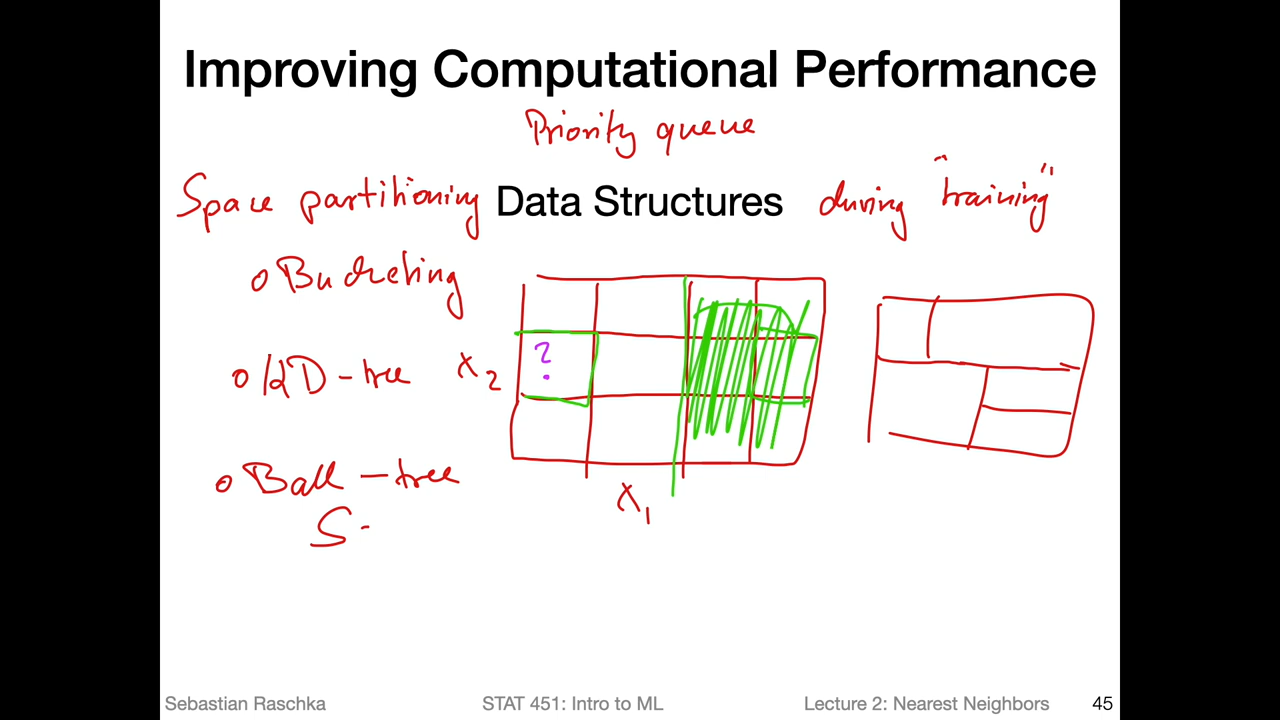 Improving Computational Performance
Priority queue
Space partitioning Data Structures during "training"
o Bucketing
?
o KD-tree
x2
o Ball-tree
x1
S
Sebastian Raschka STAT 451: Intro to ML Lecture 2: Nearest Neighbors 45